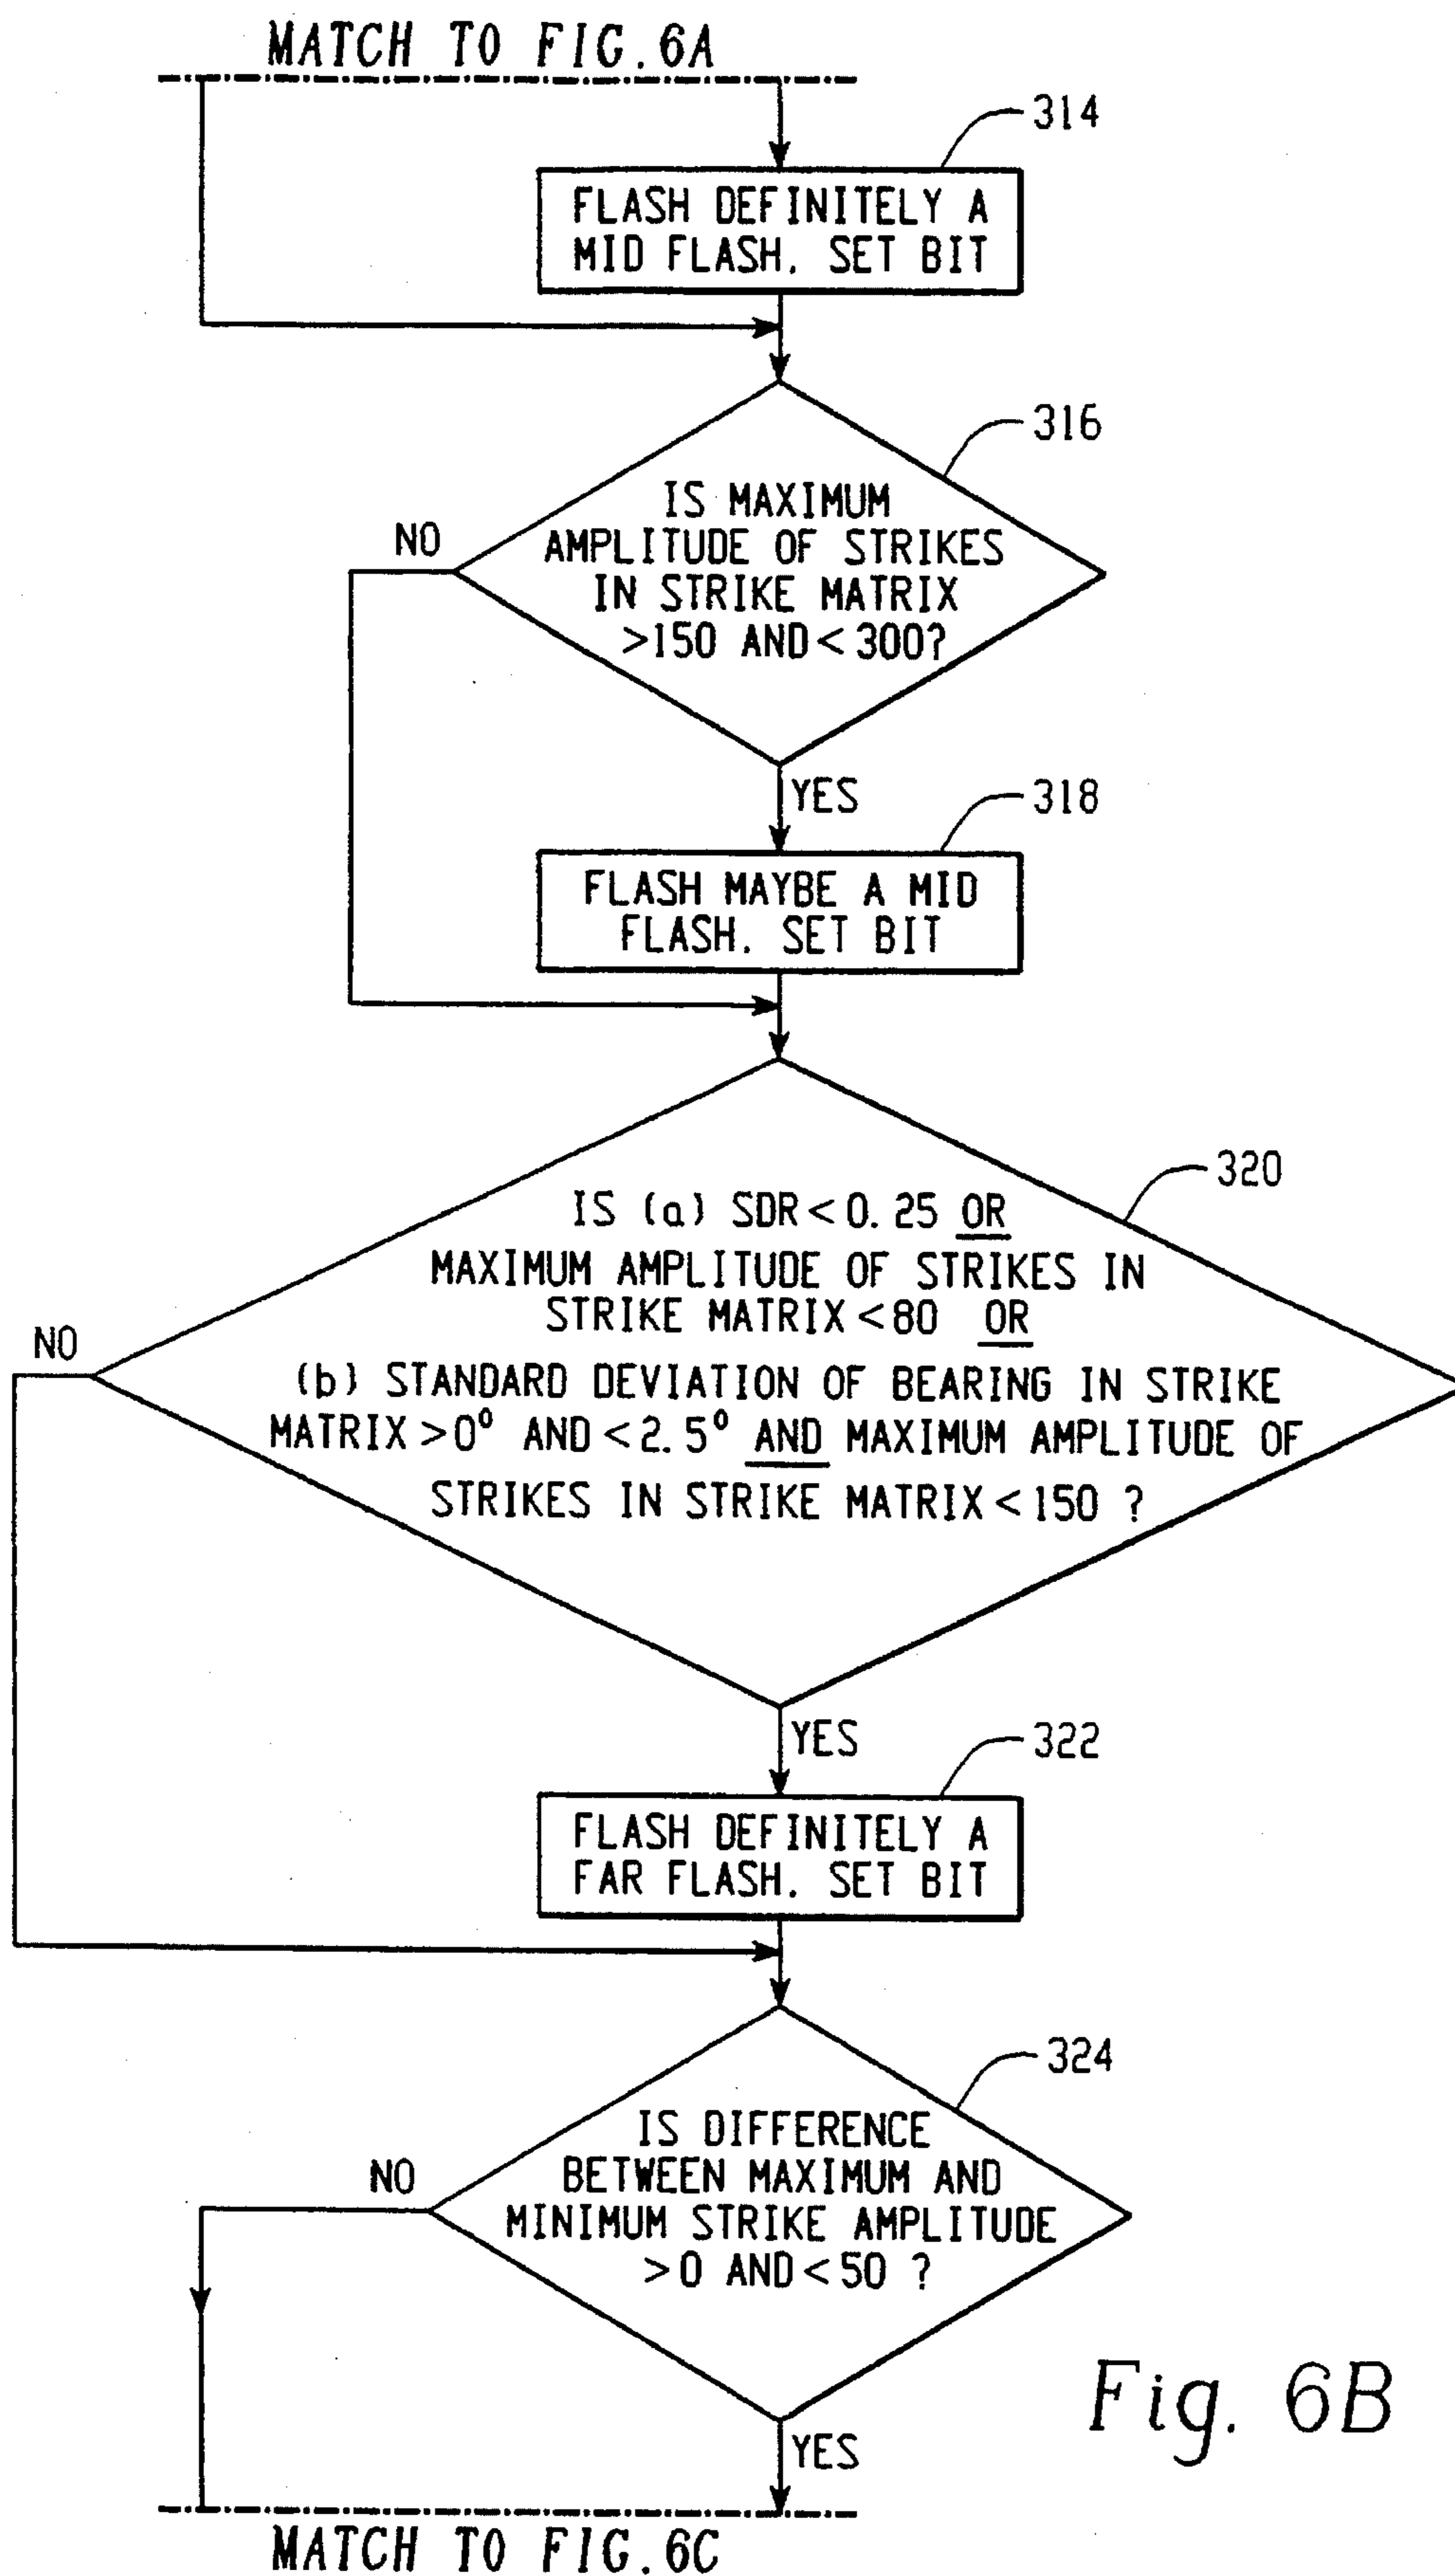 MATCH TO FIG. 6A
314
FLASH DEFINITELY A
MID FLASH. SET BIT
316
IS MAXIMUM
AMPLITUDE OF STRIKES
IN STRIKE MATRIX
>150 AND < 300?
NO
YES
318
FLASH MAYBE A MID
FLASH. SET BIT
320
IS (a) SDR < 0.25 OR
MAXIMUM AMPLITUDE OF STRIKES IN
STRIKE MATRIX < 80 OR
(b) STANDARD DEVIATION OF BEARING IN STRIKE
MATRIX > 0° AND < 2.5° AND MAXIMUM AMPLITUDE OF
STRIKES IN STRIKE MATRIX < 150 ?
NO
YES
322
FLASH DEFINITELY A
FAR FLASH. SET BIT
324
IS DIFFERENCE
BETWEEN MAXIMUM AND
MINIMUM STRIKE AMPLITUDE
>0 AND < 50 ?
NO
YES
Fig. 6B
MATCH TO FIG. 6C